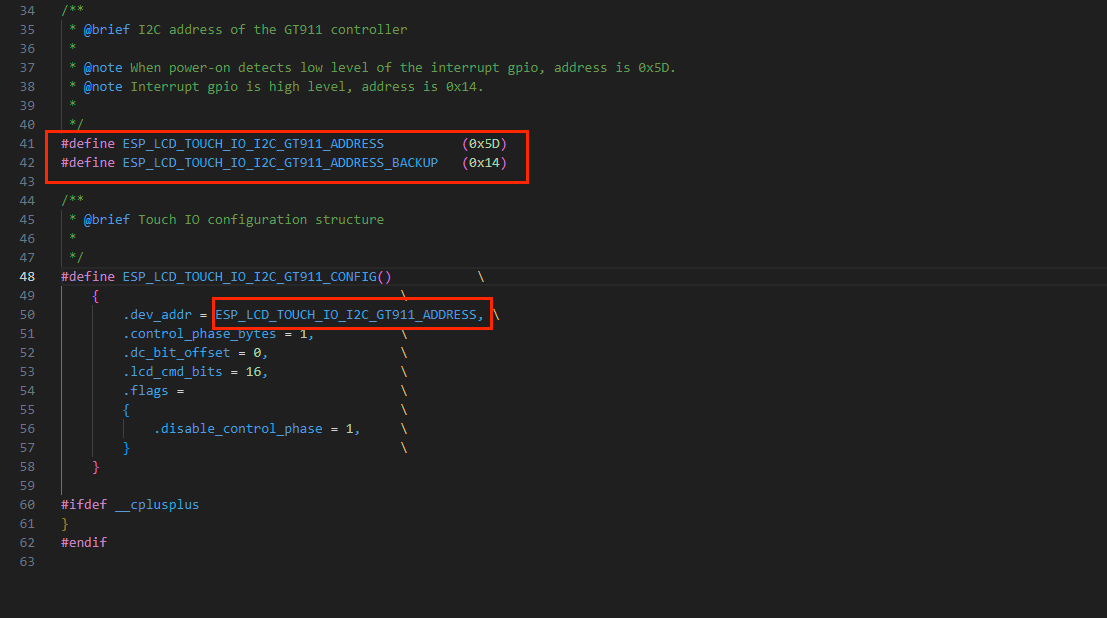 34 /**
35  * @brief I2C address of the GT911 controller
36  *
37  * @note When power-on detects low level of the interrupt gpio, address is 0x5D.
38  * @note Interrupt gpio is high level, address is 0x14.
39  *
40  */
41 #define ESP_LCD_TOUCH_IO_I2C_GT911_ADDRESS          (0x5D)
42 #define ESP_LCD_TOUCH_IO_I2C_GT911_ADDRESS_BACKUP   (0x14)
43
44 /**
45  * @brief Touch IO configuration structure
46  *
47  */
48 #define ESP_LCD_TOUCH_IO_I2C_GT911_CONFIG()           \
49     {                                       \
50         .dev_addr = ESP_LCD_TOUCH_IO_I2C_GT911_ADDRESS, \
51         .control_phase_bytes = 1,           \
52         .dc_bit_offset = 0,                 \
53         .lcd_cmd_bits = 16,                 \
54         .flags =                            \
55         {                                   \
56             .disable_control_phase = 1,     \
57         }                                   \
58     }
59
60 #ifdef __cplusplus
61 }
62 #endif
63